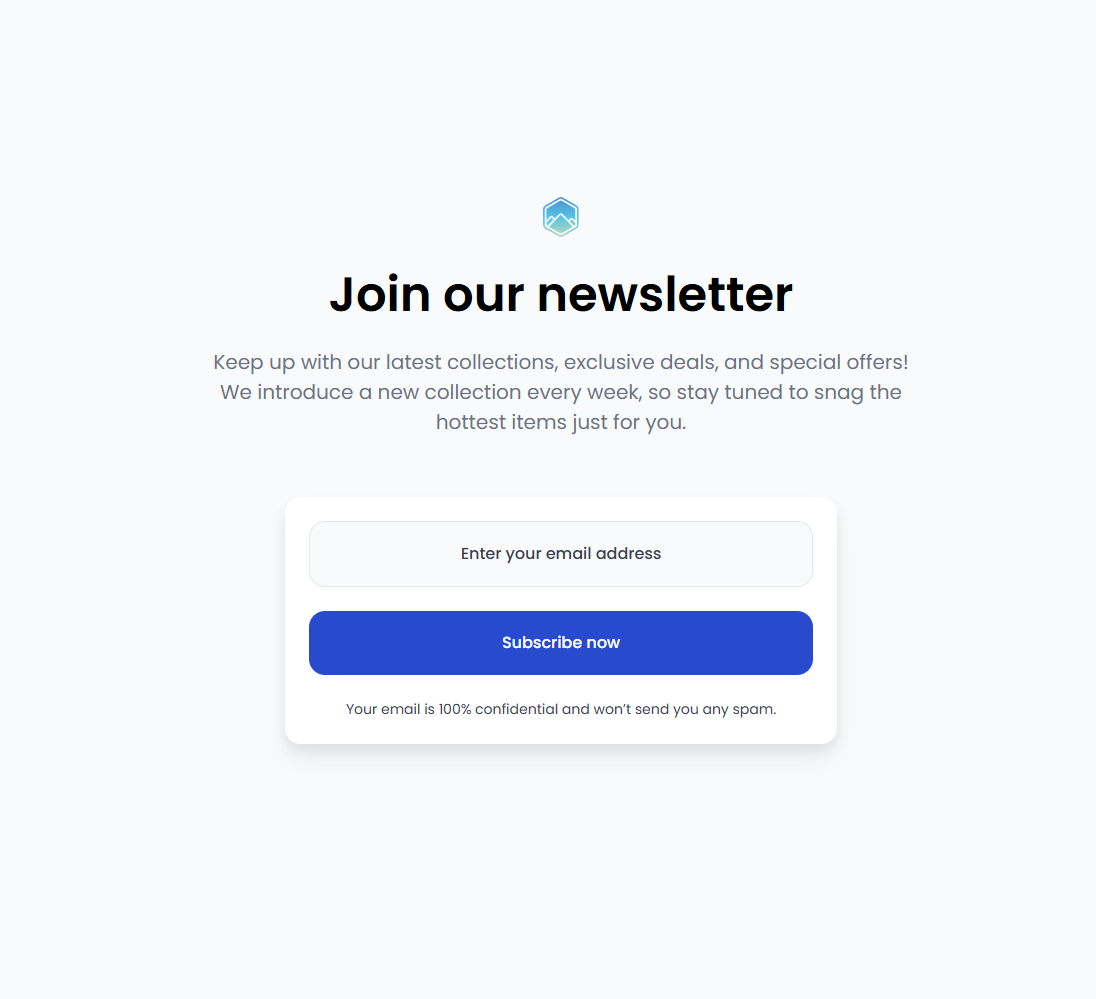 Join our newsletter
Keep up with our latest collections, exclusive deals, and special offers!
We introduce a new collection every week, so stay tuned to snag the
hottest items just for you.
Enter your email address
Subscribe now
Your email is 100% confidential and won’t send you any spam.